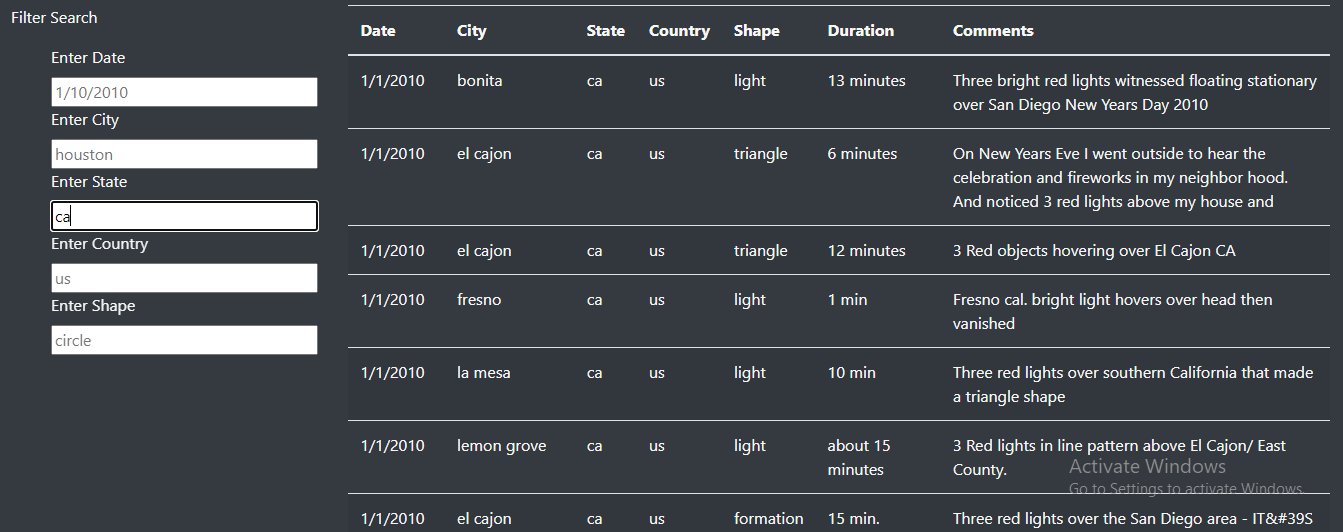 Filter Search
Enter Date
1/10/2010
Enter City
houston
Enter State
ca
Enter Country
us
Enter Shape
circle
Date City State Country Shape Duration Comments
1/1/2010 bonita ca us light 13 minutes Three bright red lights witnessed floating stationary
over San Diego New Years Day 2010
1/1/2010 el cajon ca us triangle 6 minutes On New Years Eve I went outside to hear the
celebration and fireworks in my neighbor hood.
And noticed 3 red lights above my house and
1/1/2010 el cajon ca us triangle 12 minutes 3 Red objects hovering over El Cajon CA
1/1/2010 fresno ca us light 1 min Fresno cal. bright light hovers over head then
vanished
1/1/2010 la mesa ca us light 10 min Three red lights over southern California that made
a triangle shape
1/1/2010 lemon grove ca us light about 15 3 Red lights in line pattern above El Cajon/ East
minutes County.
Activate Windows
Go to Settings to activate Windows.
1/1/2010 el cajon ca us formation 15 min. Three red lights over the San Diego area - IT&#39S